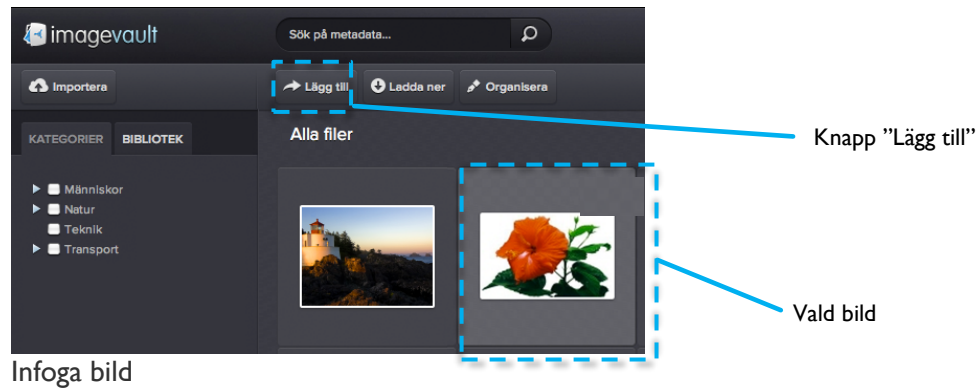 imagevault
Sök på metadata...
Importera
Lägg till
Ladda ner
Organisera
KATEGORIER
BIBLIOTEK
Alla filer
Knapp ”Lägg till”
Människor
Natur
Teknik
Transport
Vald bild
Infoga bild